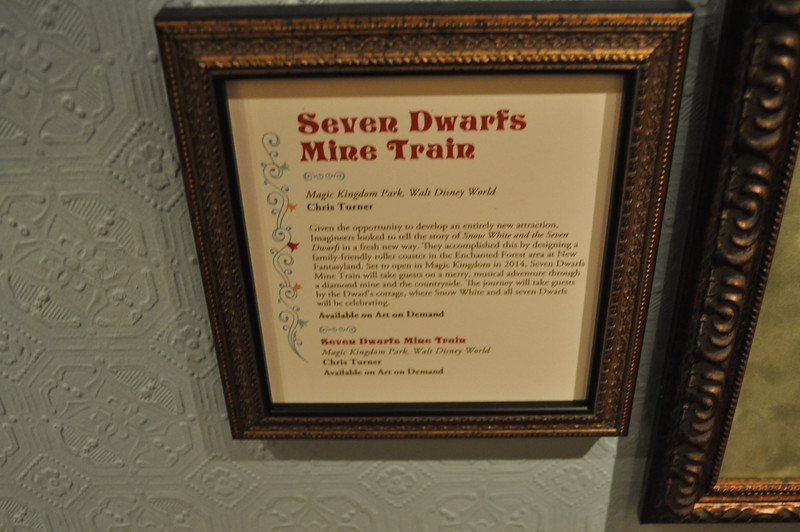 Seven Dwarfs
Mine Train
Magic Kingdom Park, Walt Disney World
Chris Turner
Given the opportunity to develop an entirely new attraction,
Imagineers looked to tell the story of Snow White and the Seven
Dwarfs in a fresh new way. They accomplished this by designing a
family-friendly roller coaster in the Enchanted Forest area at New
Fantasyland. Set to open in Magic Kingdom in 2014, Seven Dwarfs
Mine Train will take guests on a merry, musical adventure through
a diamond mine and the countryside. The journey will take guests
by the Dwarf's cottage, where Snow White and all seven Dwarfs
will be celebrating.
Available on Art on Demand
Seven Dwarfs Mine Train
Magic Kingdom Park, Walt Disney World
Chris Turner
Available on Art on Demand